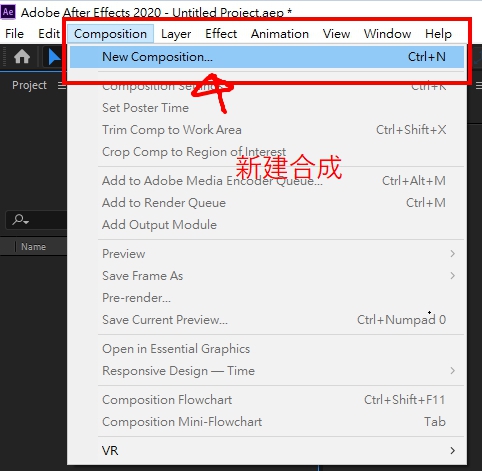 Ae Adobe After Effects 2020 - Untitled Project.aep *
File Edit Composition Layer Effect Animation View Window Help
New Composition... Ctrl+N
Project
Composition Settings... Ctrl+K
Set Poster Time
Trim Comp to Work Area Ctrl+Shift+X
Crop Comp to Region of Interest
新建合成
Add to Adobe Media Encoder Queue... Ctrl+Alt+M
Add to Render Queue Ctrl+M
Add Output Module
Name
Preview
Save Frame As
Pre-render...
Save Current Preview... Ctrl+Numpad 0
Open in Essential Graphics
Responsive Design — Time
Composition Flowchart Ctrl+Shift+F11
Composition Mini-Flowchart Tab
VR